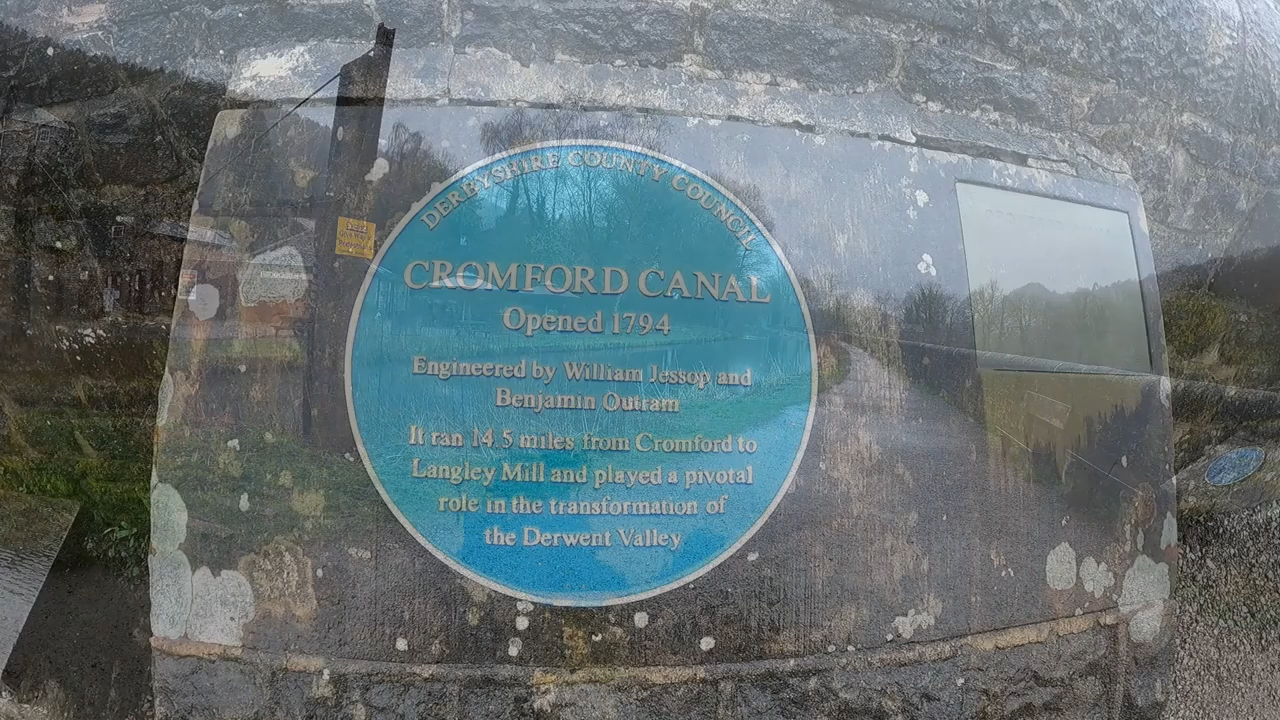 DERBYSHIRE COUNTY COUNCIL
CROMFORD CANAL
Opened 1794
Engineered by William Jessop and
Benjamin Outram
It ran 14.5 miles from Cromford to
Langley Mill and played a pivotal
role in the transformation of
the Derwent Valley